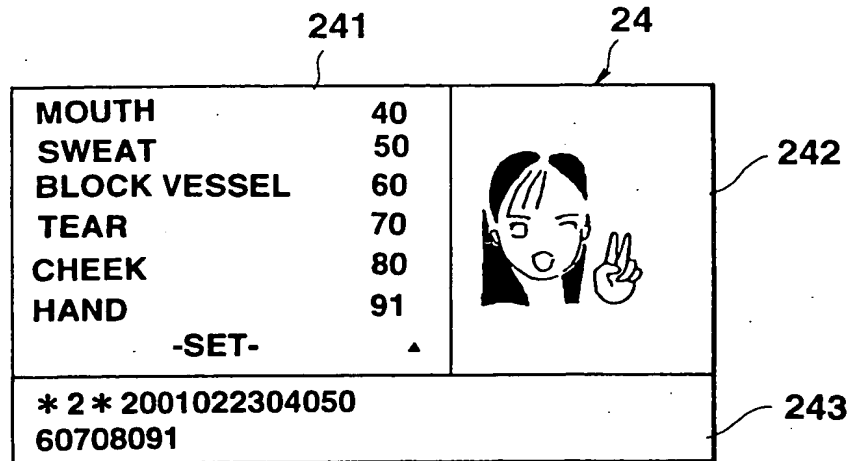 241
24
MOUTH 40
SWEAT 50
BLOCK VESSEL 60
TEAR 70
CHEEK 80
HAND 91
-SET- ▲
242
*2*2001022304050
60708091
243